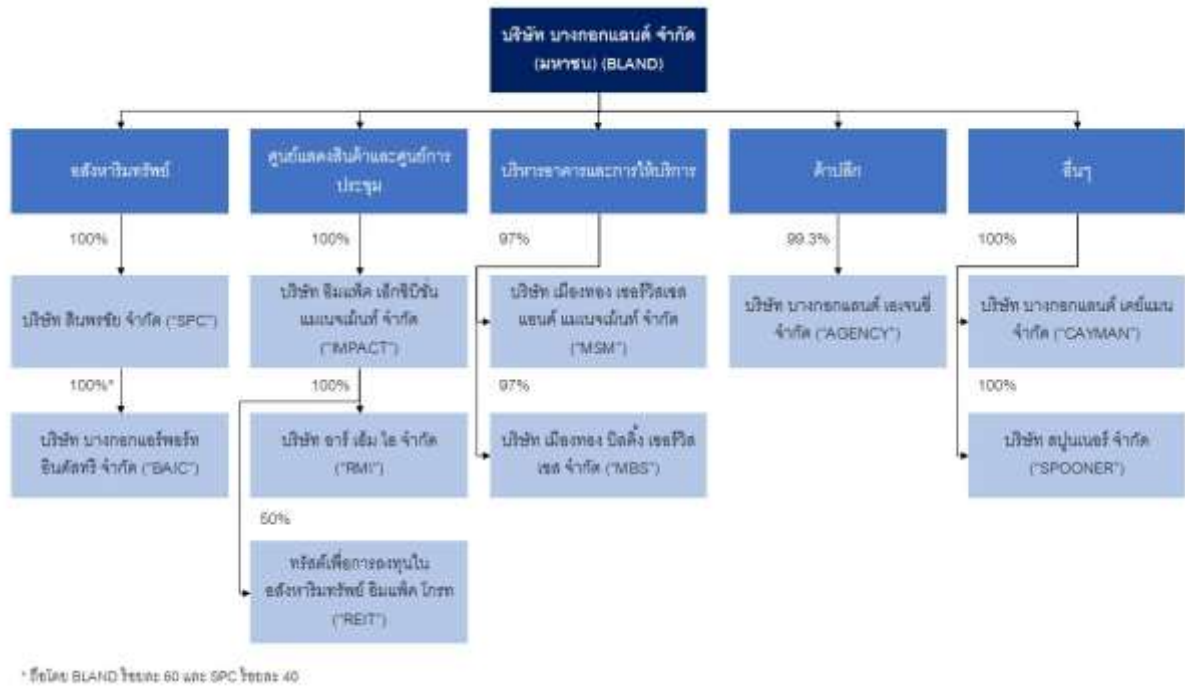 บริษัท บางกอกแลนด์ จำกัด
(มหาชน) (BLAND)
อสังหาริมทรัพย์
ศูนย์แสดงสินค้าและศูนย์การ
ประชุม
บริหารอาคารและการให้บริการ
ค้าปลีก
อื่นๆ
100%
100%
97%
99.3%
100%
บริษัท สินพรชัย จำกัด ("SPC")
บริษัท อิมแพ็ค เอ็กซิบิชั่น
แมเนจเม้นท์ จำกัด
("IMPACT")
บริษัท เมืองทอง เซอร์วิสเซส
แอนด์ แมเนจเม้นท์ จำกัด
("MSM")
บริษัท บางกอกแลนด์ เอเจนซี่
จำกัด ("AGENCY")
บริษัท บางกอกแลนด์ เคย์แมน
จำกัด ("CAYMAN")
100%*
100%
97%
100%
บริษัท บางกอกแอร์พอร์ท
อินดัสทรี จำกัด ("BAIC")
บริษัท อาร์ เอ็ม ไอ จำกัด
("RMI")
บริษัท เมืองทอง บิลดิ้ง เซอร์วิส
เซส จำกัด ("MBS")
บริษัท สปูนเนอร์ จำกัด
("SPOONER")
50%
ทรัสต์เพื่อการลงทุนใน
อสังหาริมทรัพย์ อิมแพ็ค โกรท
("REIT")
* ถือโดย BLAND ร้อยละ 60 และ SPC ร้อยละ 40